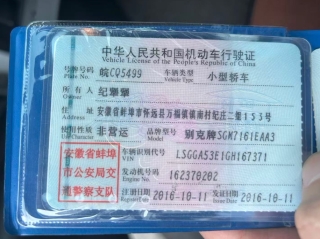 中华人民共和国机动车行驶证
Vehicle License of the People's Republic of China
号牌号码 皖CQ5499 车辆类型 小型轿车
Plate No. Vehicle Type
所有人 纪
Owner
住址 安徽省蚌埠市怀远县万福镇镇南村纪庄二组153号
Address
使用性质 非营运 品牌型号 别克牌SGM7161EAA3
Use Character Model
安徽省蚌埠 车辆识别代号 LSGGA53E1GH167371
VIN
市公安局交 发动机号码 162370202
Engine No.
通警察支队 注册日期 2016-10-11 发证日期 2016-10-11
Register Date Issue Date